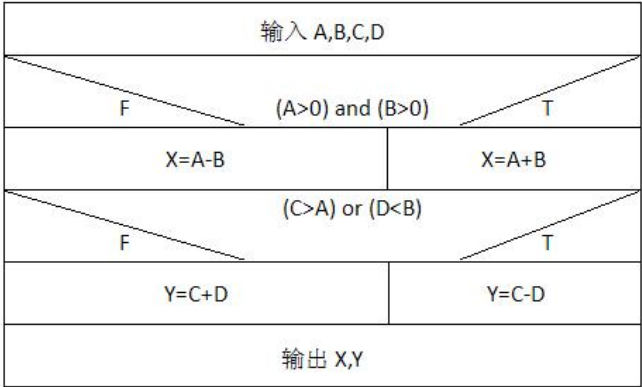 输入 A,B,C,D
F (A>0) and (B>0) T
X=A-B X=A+B
(C>A) or (D<B)
F T
Y=C+D Y=C-D
输出 X,Y